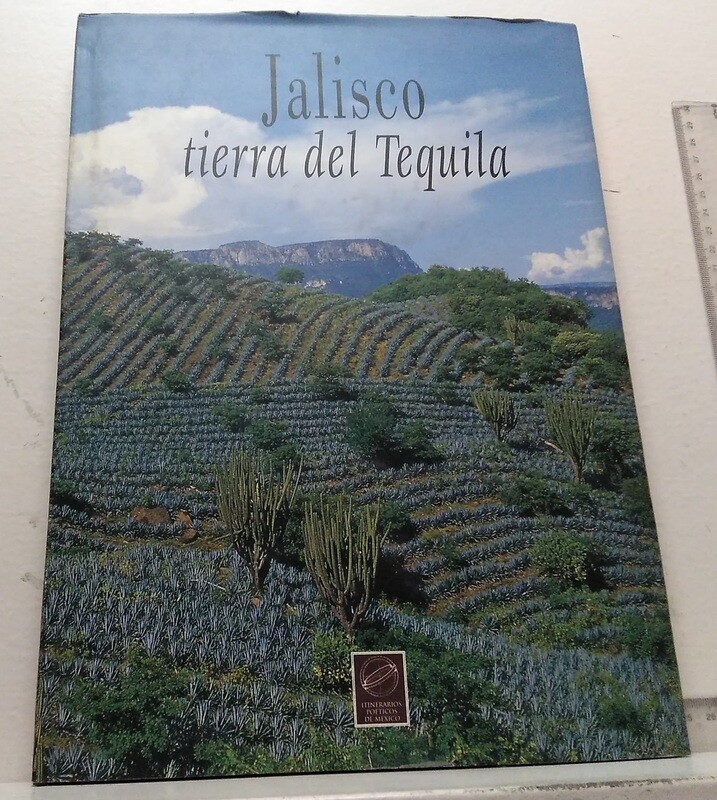 Jalisco
tierra del Tequila
ITINERARIOS
POÉTICOS
DE MÉXICO